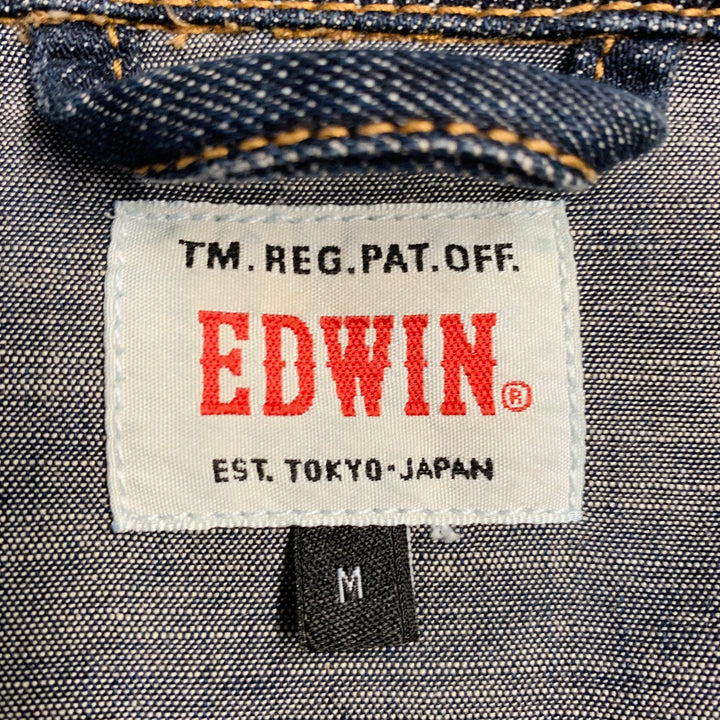 TM. REG. PAT. OFF.
EDWIN®
EST. TOKYO-JAPAN
M